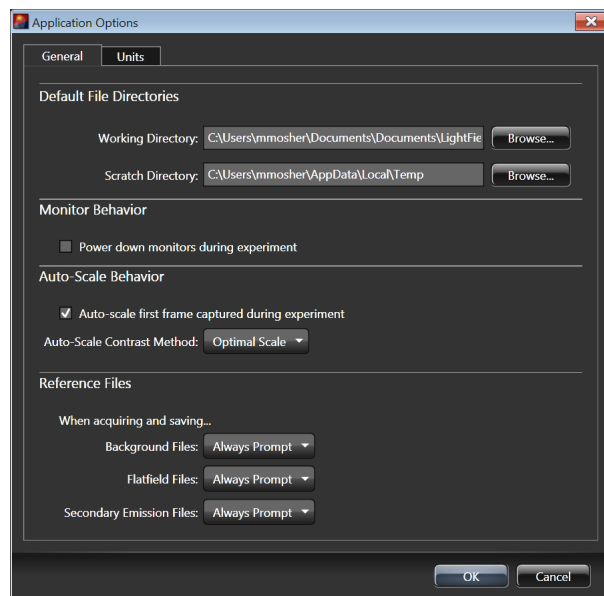 Application Options
General Units
Default File Directories
Working Directory: C:\Users\mmosher\Documents\Documents\LightFie Browse...
Scratch Directory: C:\Users\mmosher\AppData\Local\Temp Browse...
Monitor Behavior
Power down monitors during experiment
Auto-Scale Behavior
Auto-scale first frame captured during experiment
Auto-Scale Contrast Method: Optimal Scale
Reference Files
When acquiring and saving...
Background Files: Always Prompt
Flatfield Files: Always Prompt
Secondary Emission Files: Always Prompt
OK Cancel